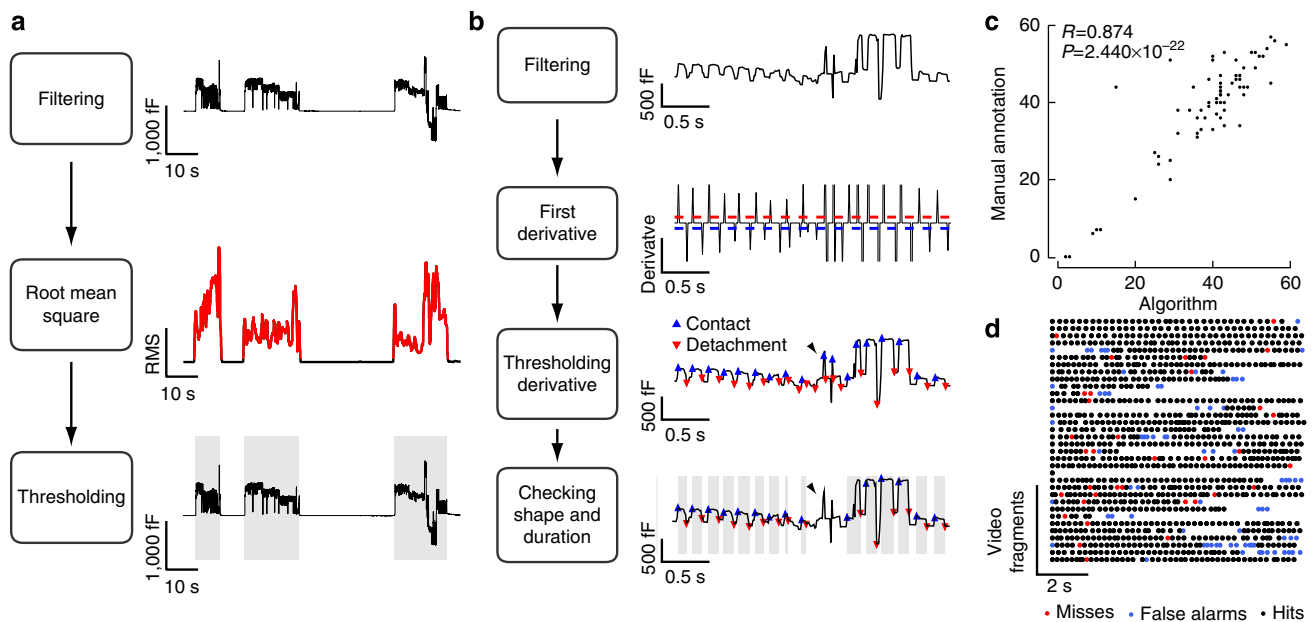 a
Filtering
1,000 fF
10 s
Root mean
square
RMS
10 s
Thresholding
1,000 fF
10 s
b
Filtering
500 fF
0.5 s
First
derivative
Derivatve
0.5 s
Thresholding
derivative
Contact
Detachment
500 fF
0.5 s
Checking
shape and
duration
500 fF
0.5 s
c
R=0.874
P=2.440×10−22
Manual annotation
60
40
20
0
0 20 40 60
Algorithm
d
Video
fragments
2 s
Misses False alarms Hits